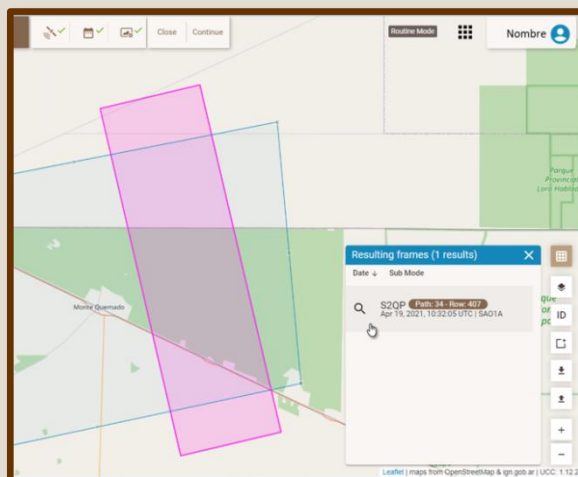 Close
Continue
Routine Mode
Nombre
Parque
Provincial
Loro Hablador
Monte Quemado
Resulting frames (1 results)
Date ↓ Sub Mode
S2QP Path: 34 - Row: 407
Apr 19, 2021, 10:32:05 UTC | SAO1A
ID
+
−
Leaflet | maps from OpenStreetMap & ign.gob.ar | UCC: 1.12.2